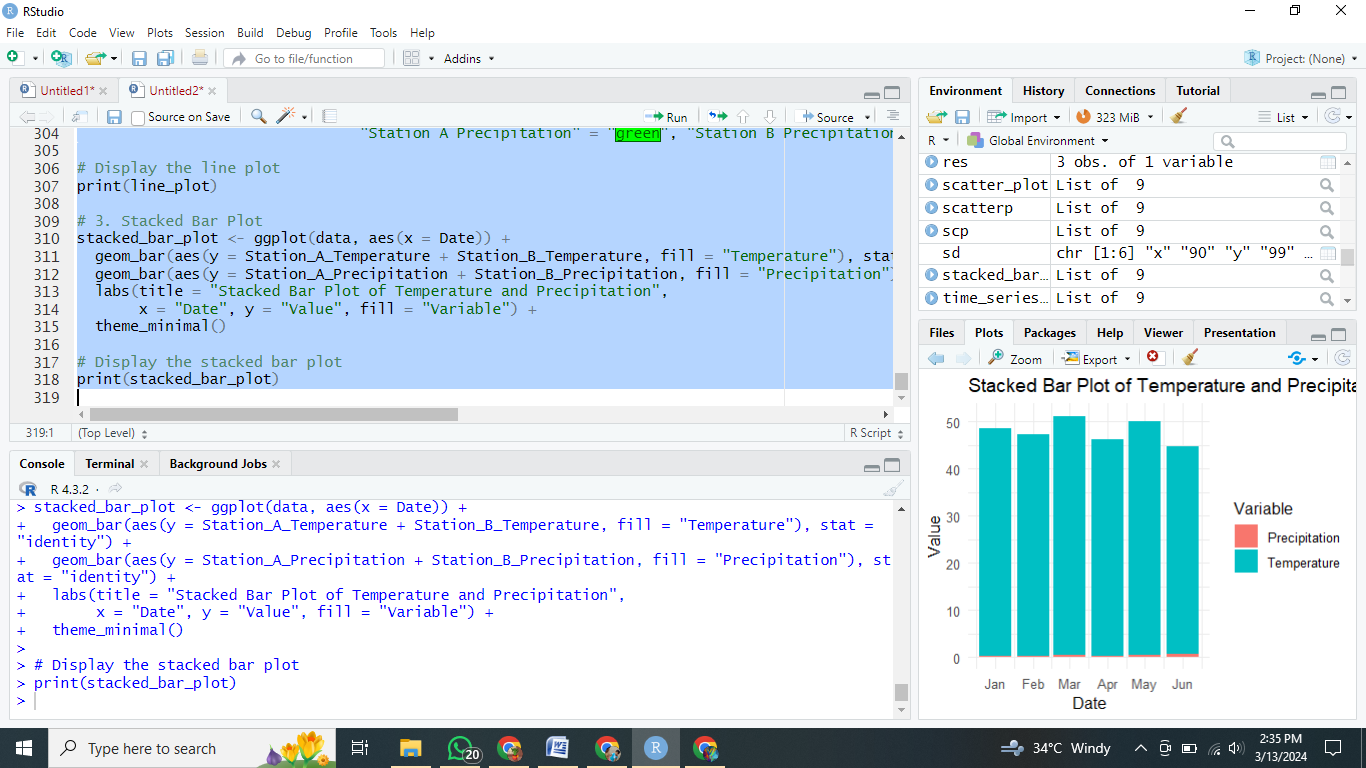 RStudio
File Edit Code View Plots Session Build Debug Profile Tools Help
Go to file/function Addins Project: (None)
Untitled1* Untitled2*
Source on Save Run Source
304 "Station A Precipitation" = "green", "Station B Precipitation
305
306 # Display the line plot
307 print(line_plot)
308
309 # 3. Stacked Bar Plot
310 stacked_bar_plot <- ggplot(data, aes(x = Date)) +
311 geom_bar(aes(y = Station_A_Temperature + Station_B_Temperature, fill = "Temperature"), sta
312 geom_bar(aes(y = Station_A_Precipitation + Station_B_Precipitation, fill = "Precipitation"
313 labs(title = "Stacked Bar Plot of Temperature and Precipitation",
314 x = "Date", y = "Value", fill = "Variable") +
315 theme_minimal()
316
317 # Display the stacked bar plot
318 print(stacked_bar_plot)
319
319:1 (Top Level) R Script
Console Terminal Background Jobs
R 4.3.2 ·
> stacked_bar_plot <- ggplot(data, aes(x = Date)) +
+ geom_bar(aes(y = Station_A_Temperature + Station_B_Temperature, fill = "Temperature"), stat =
"identity") +
+ geom_bar(aes(y = Station_A_Precipitation + Station_B_Precipitation, fill = "Precipitation"), st
at = "identity") +
+ labs(title = "Stacked Bar Plot of Temperature and Precipitation",
+ x = "Date", y = "Value", fill = "Variable") +
+ theme_minimal()
>
> # Display the stacked bar plot
> print(stacked_bar_plot)
>
Environment History Connections Tutorial
Import 323 MiB List
R Global Environment
res 3 obs. of 1 variable
scatter_plot List of 9
scatterp List of 9
scp List of 9
sd chr [1:6] "x" "90" "y" "99" ...
stacked_bar… List of 9
time_series… List of 9
Files Plots Packages Help Viewer Presentation
Zoom Export
Stacked Bar Plot of Temperature and Precipita
50
40
30
20
10
0
Value
Jan Feb Mar Apr May Jun
Date
Variable
Precipitation
Temperature
Type here to search
20
34°C Windy
2:35 PM
3/13/2024